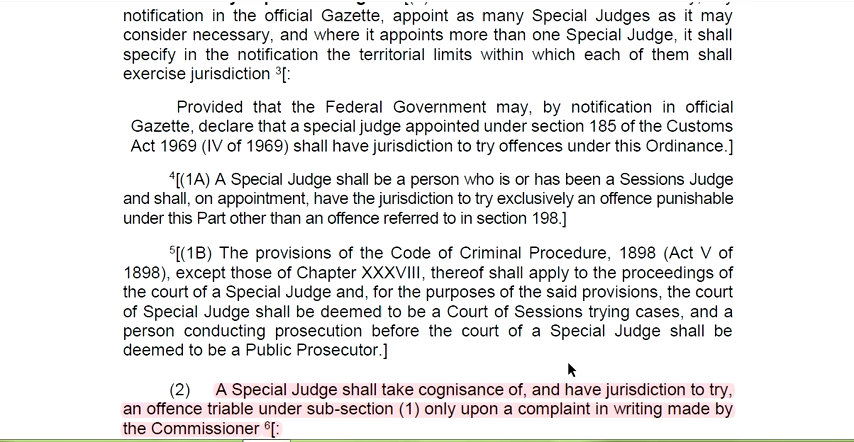 notification in the official Gazette, appoint as many Special Judges as it may
consider necessary, and where it appoints more than one Special Judge, it shall
specify in the notification the territorial limits within which each of them shall
exercise jurisdiction ³[:
Provided that the Federal Government may, by notification in official
Gazette, declare that a special judge appointed under section 185 of the Customs
Act 1969 (IV of 1969) shall have jurisdiction to try offences under this Ordinance.]
⁴[(1A) A Special Judge shall be a person who is or has been a Sessions Judge
and shall, on appointment, have the jurisdiction to try exclusively an offence punishable
under this Part other than an offence referred to in section 198.]
⁵[(1B) The provisions of the Code of Criminal Procedure, 1898 (Act V of
1898), except those of Chapter XXXVIII, thereof shall apply to the proceedings of
the court of a Special Judge and, for the purposes of the said provisions, the court
of Special Judge shall be deemed to be a Court of Sessions trying cases, and a
person conducting prosecution before the court of a Special Judge shall be
deemed to be a Public Prosecutor.]
(2) A Special Judge shall take cognisance of, and have jurisdiction to try,
an offence triable under sub-section (1) only upon a complaint in writing made by
the Commissioner ⁶[: